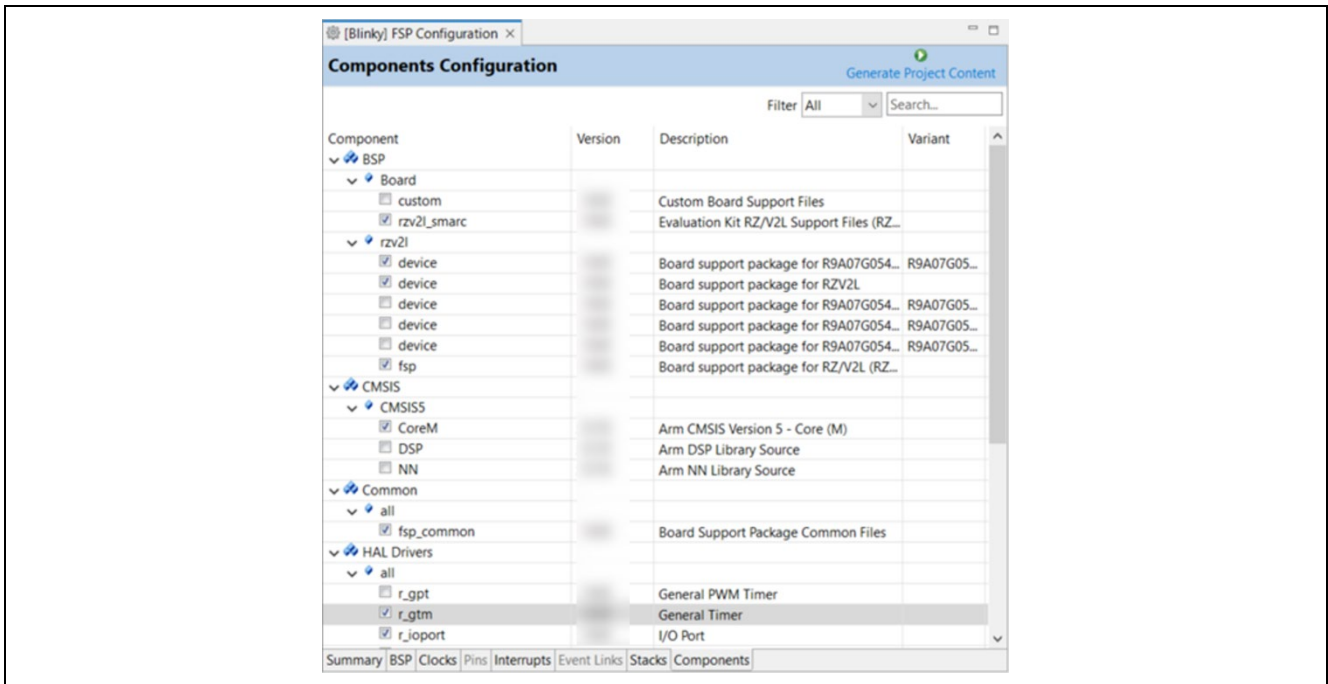 [Blinky] FSP Configuration
Components Configuration
Generate Project Content
Filter All Search...
Component Version Description Variant
BSP
Board
custom Custom Board Support Files
rzv2l_smarc Evaluation Kit RZ/V2L Support Files (RZ...
rzv2l
device Board support package for R9A07G054... R9A07G05...
device Board support package for RZV2L
device Board support package for R9A07G054... R9A07G05...
device Board support package for R9A07G054... R9A07G05...
device Board support package for R9A07G054... R9A07G05...
fsp Board support package for RZ/V2L (RZ...
CMSIS
CMSIS5
CoreM Arm CMSIS Version 5 - Core (M)
DSP Arm DSP Library Source
NN Arm NN Library Source
Common
all
fsp_common Board Support Package Common Files
HAL Drivers
all
r_gpt General PWM Timer
r_gtm General Timer
r_ioport I/O Port
Summary BSP Clocks Pins Interrupts Event Links Stacks Components